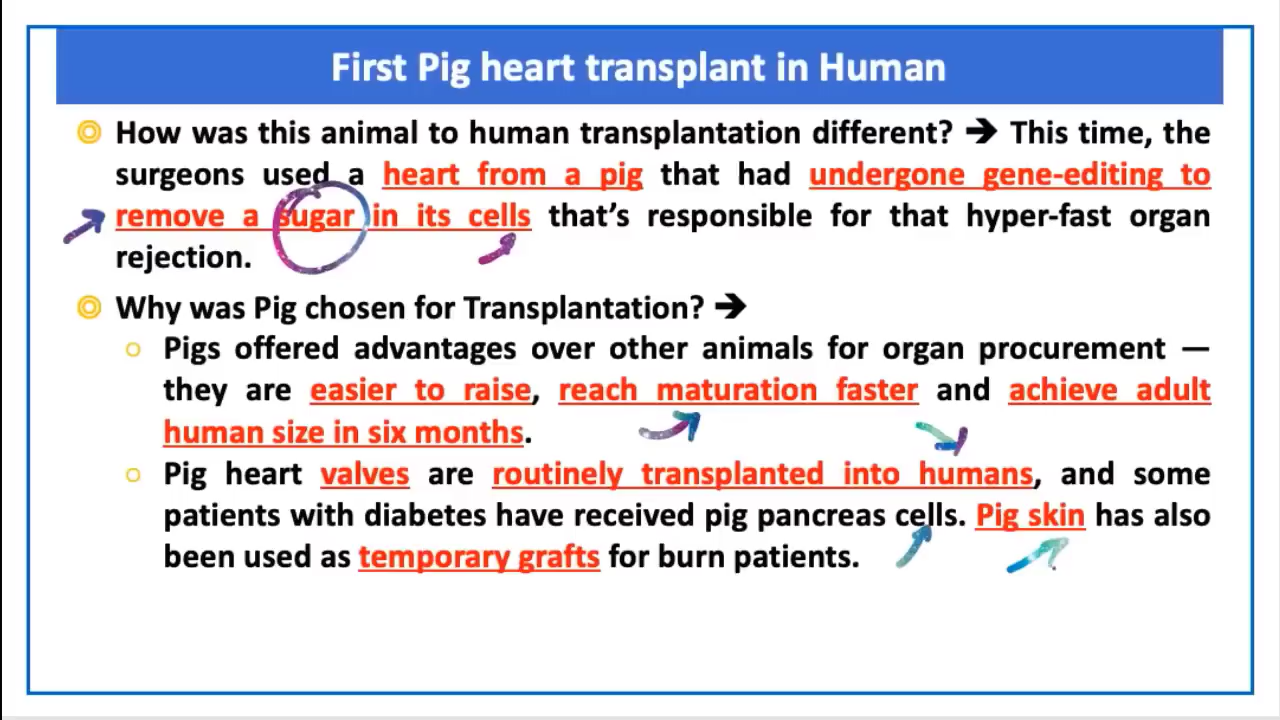 First Pig heart transplant in Human
How was this animal to human transplantation different? ➔ This time, the
surgeons used a heart from a pig that had undergone gene-editing to
remove a sugar in its cells that’s responsible for that hyper-fast organ
rejection.
Why was Pig chosen for Transplantation? ➔
Pigs offered advantages over other animals for organ procurement —
they are easier to raise, reach maturation faster and achieve adult
human size in six months.
Pig heart valves are routinely transplanted into humans, and some
patients with diabetes have received pig pancreas cells. Pig skin has also
been used as temporary grafts for burn patients.